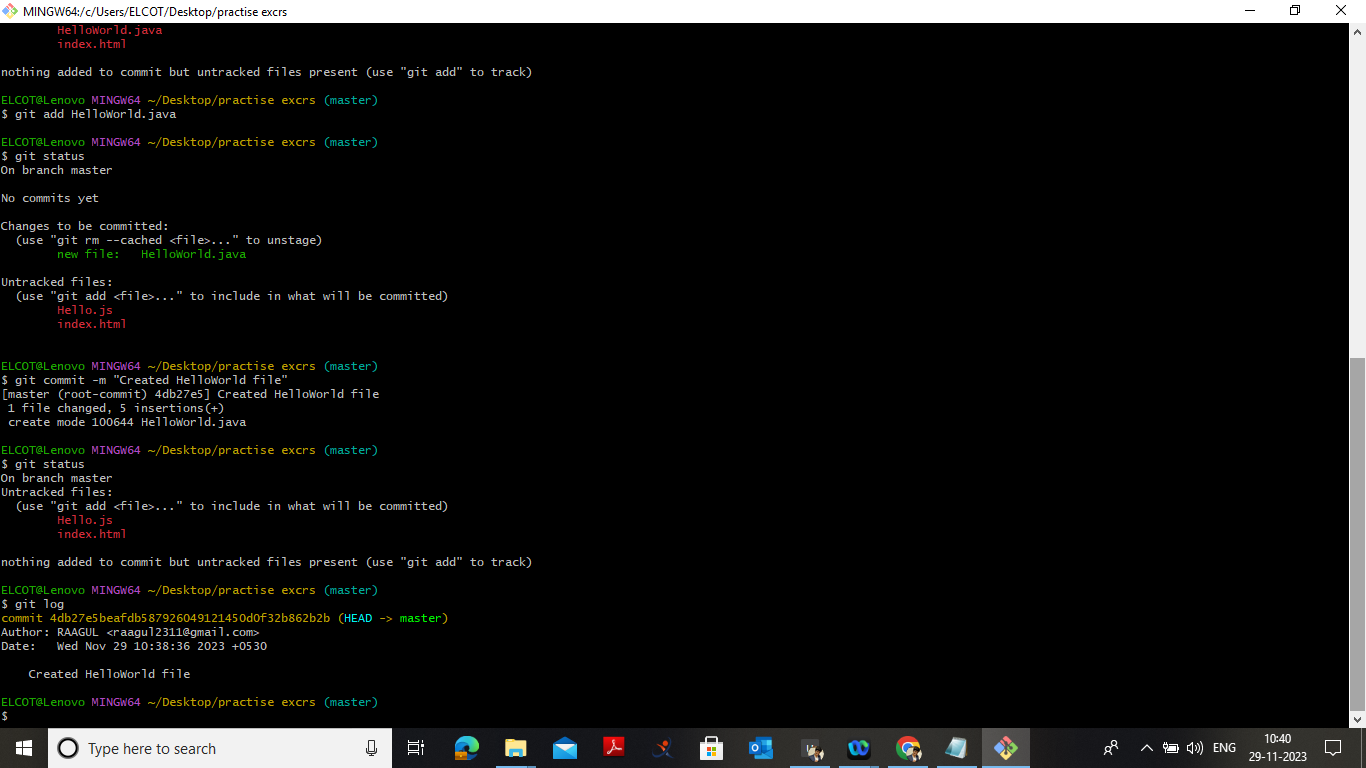 MINGW64:/c/Users/ELCOT/Desktop/practise excrs
HelloWorld.java
index.html
nothing added to commit but untracked files present (use "git add" to track)
ELCOT@Lenovo MINGW64 ~/Desktop/practise excrs (master)
$ git add HelloWorld.java
ELCOT@Lenovo MINGW64 ~/Desktop/practise excrs (master)
$ git status
On branch master
No commits yet
Changes to be committed:
(use "git rm --cached <file>..." to unstage)
new file:   HelloWorld.java
Untracked files:
(use "git add <file>..." to include in what will be committed)
Hello.js
index.html
ELCOT@Lenovo MINGW64 ~/Desktop/practise excrs (master)
$ git commit -m "Created HelloWorld file"
[master (root-commit) 4db27e5] Created HelloWorld file
1 file changed, 5 insertions(+)
create mode 100644 HelloWorld.java
ELCOT@Lenovo MINGW64 ~/Desktop/practise excrs (master)
$ git status
On branch master
Untracked files:
(use "git add <file>..." to include in what will be committed)
Hello.js
index.html
nothing added to commit but untracked files present (use "git add" to track)
ELCOT@Lenovo MINGW64 ~/Desktop/practise excrs (master)
$ git log
commit 4db27e5beafdb587926049121450d0f32b862b2b (HEAD -> master)
Author: RAAGUL <raagul2311@gmail.com>
Date:   Wed Nov 29 10:38:36 2023 +0530
Created HelloWorld file
ELCOT@Lenovo MINGW64 ~/Desktop/practise excrs (master)
$
Type here to search
ENG
10:40
29-11-2023